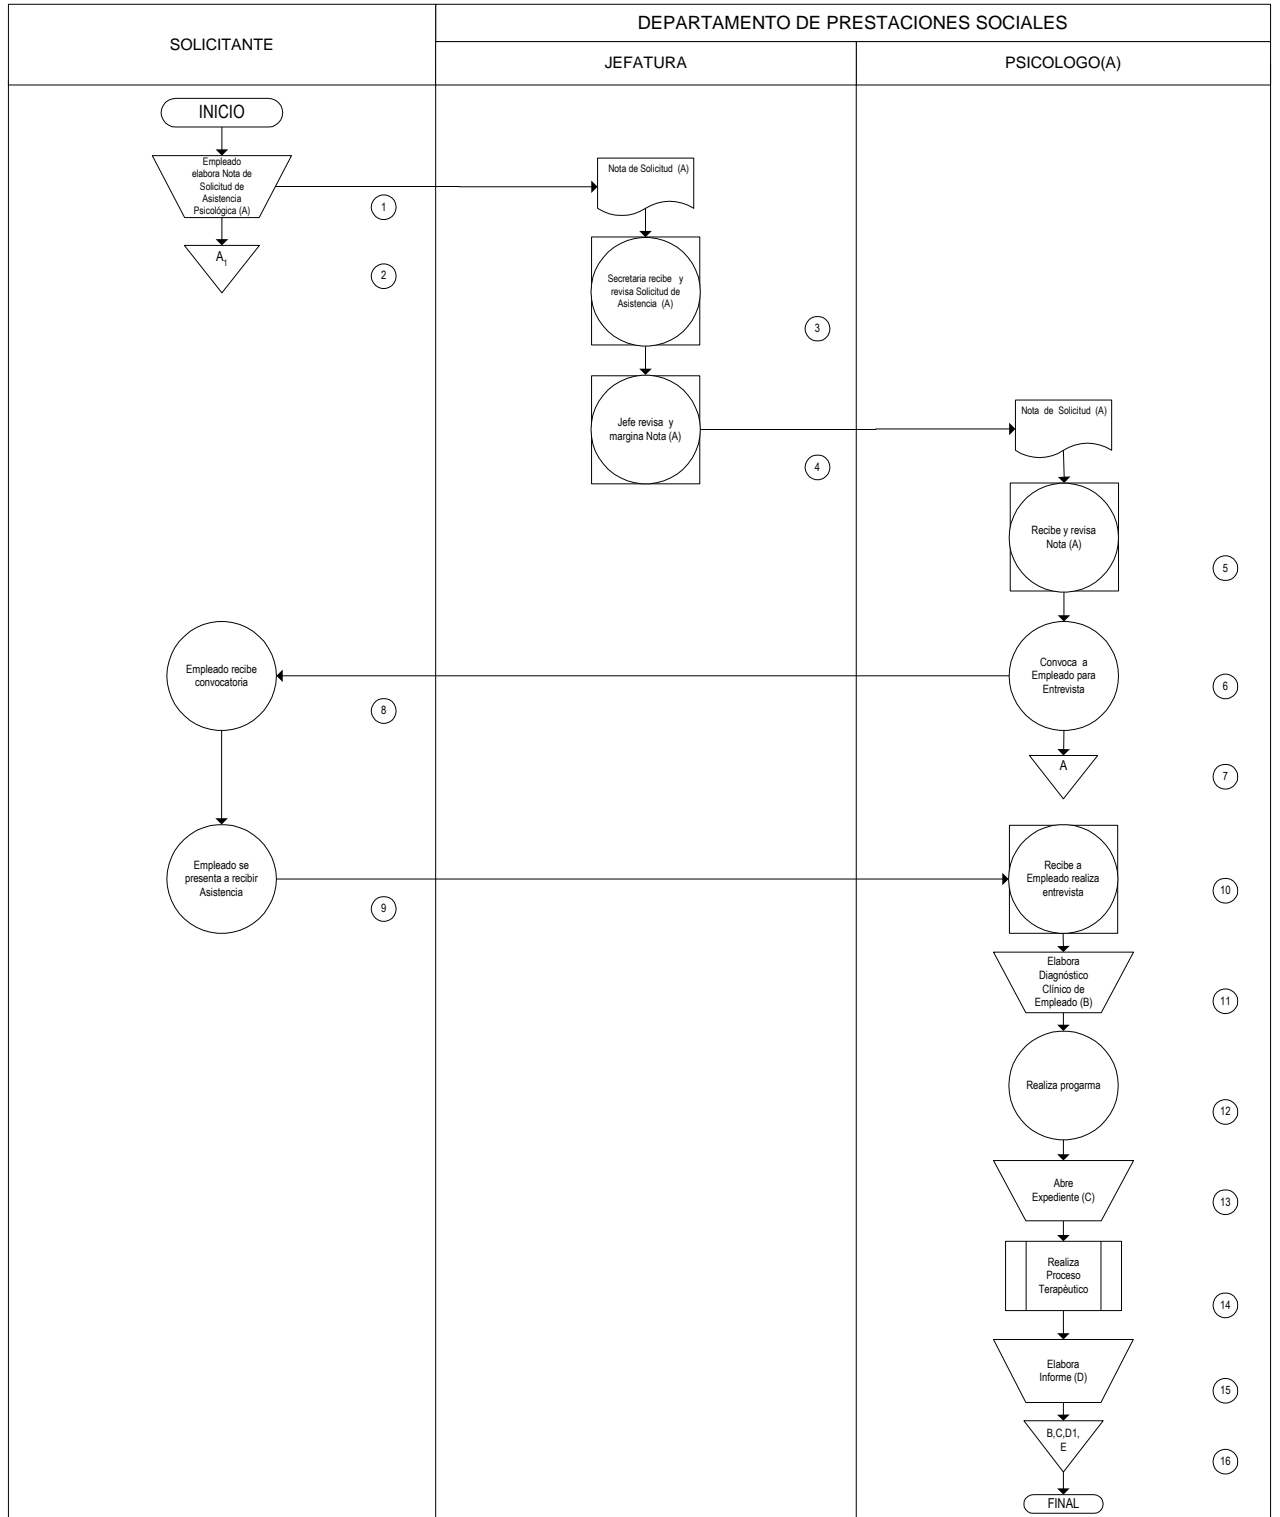 DEPARTAMENTO DE PRESTACIONES SOCIALES
SOLICITANTE
JEFATURA
PSICOLOGO(A)
INICIO
Empleado
elabora Nota de
Solicitud de
Asistencia
Psicológica (A)
1
Nota de Solicitud (A)
A1
2
Secretaria recibe y
revisa Solicitud de
Asistencia (A)
3
Jefe revisa y
margina Nota (A)
4
Nota de Solicitud (A)
Recibe y revisa
Nota (A)
5
Convoca a
Empleado para
Entrevista
6
Empleado recibe
convocatoria
8
A
7
Empleado se
presenta a recibir
Asistencia
9
Recibe a
Empleado realiza
entrevista
10
Elabora
Diagnóstico
Clínico de
Empleado (B)
11
Realiza progarma
12
Abre
Expediente (C)
13
Realiza
Proceso
Terapèutico
14
Elabora
Informe (D)
15
B,C,D1,
E
16
FINAL